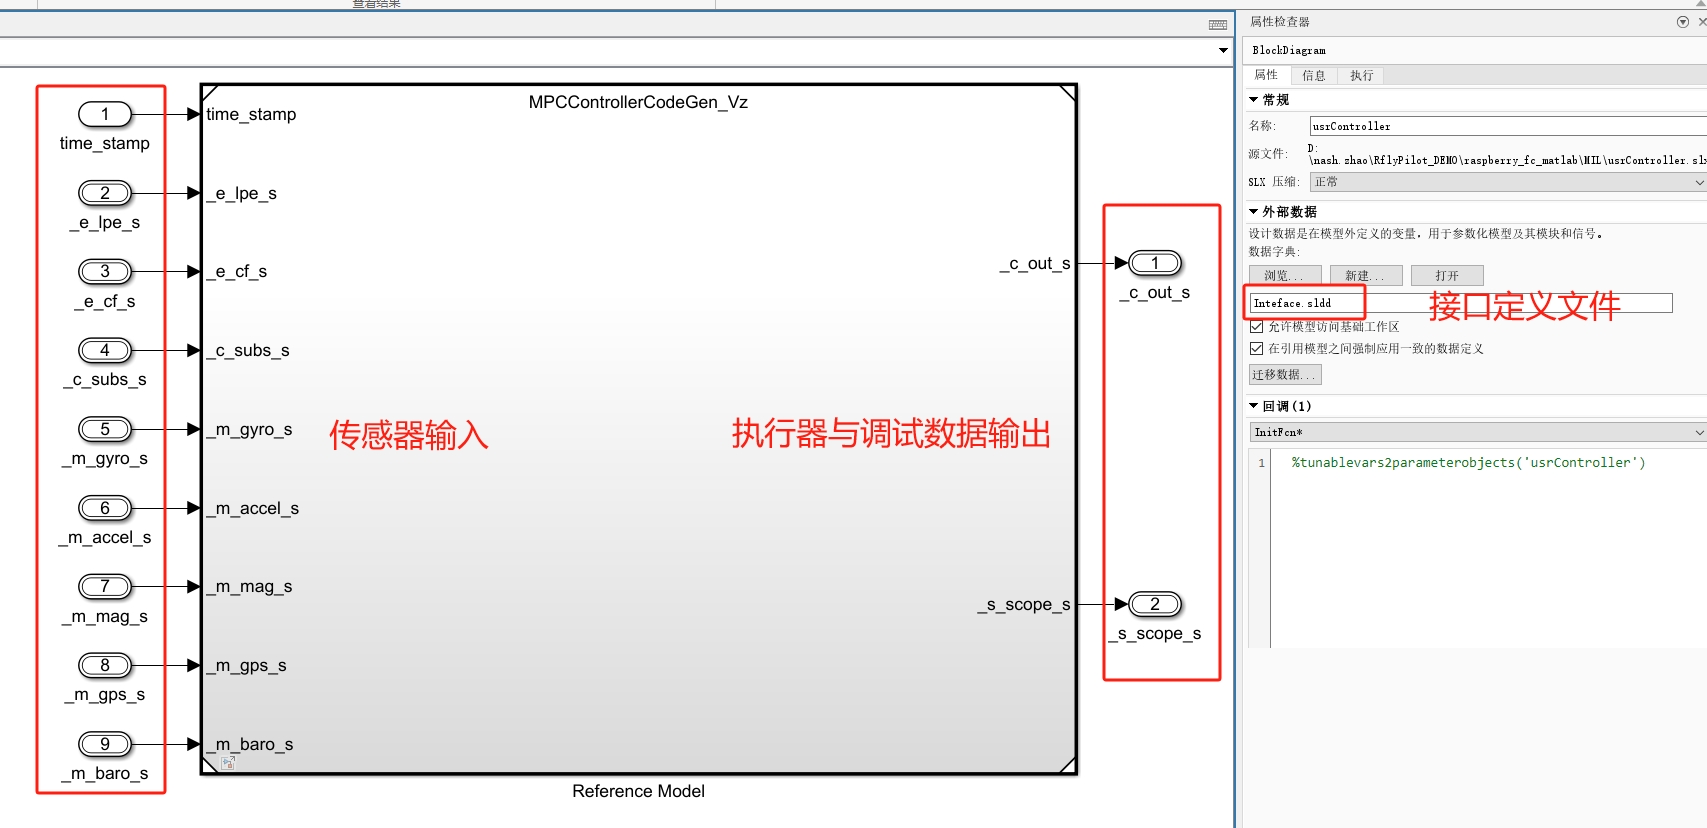 查看结果
属性检查器
BlockDiagram
属性 信息 执行
常规
名称: usrController
源文件: D:
\nash.zhao\RflyPilot_DEMO\raspberry_fc_matlab\MIL\usrController.slx
SLX 压缩: 正常
外部数据
设计数据是在模型外定义的变量，用于参数化模型及其模块和信号。
数据字典:
浏览... 新建... 打开
Inteface.sldd
接口定义文件
允许模型访问基础工作区
在引用模型之间强制应用一致的数据定义
迁移数据...
回调(1)
InitFcn*
1 %tunablevars2parameterobjects('usrController')
MPCControllerCodeGen_Vz
1
time_stamp
time_stamp
2
_e_lpe_s
_e_lpe_s
3
_e_cf_s
_e_cf_s
4
_c_subs_s
_c_subs_s
5
_m_gyro_s
_m_gyro_s
6
_m_accel_s
_m_accel_s
7
_m_mag_s
_m_mag_s
8
_m_gps_s
_m_gps_s
9
_m_baro_s
_m_baro_s
传感器输入
执行器与调试数据输出
_c_out_s
1
_c_out_s
_s_scope_s
2
_s_scope_s
Reference Model